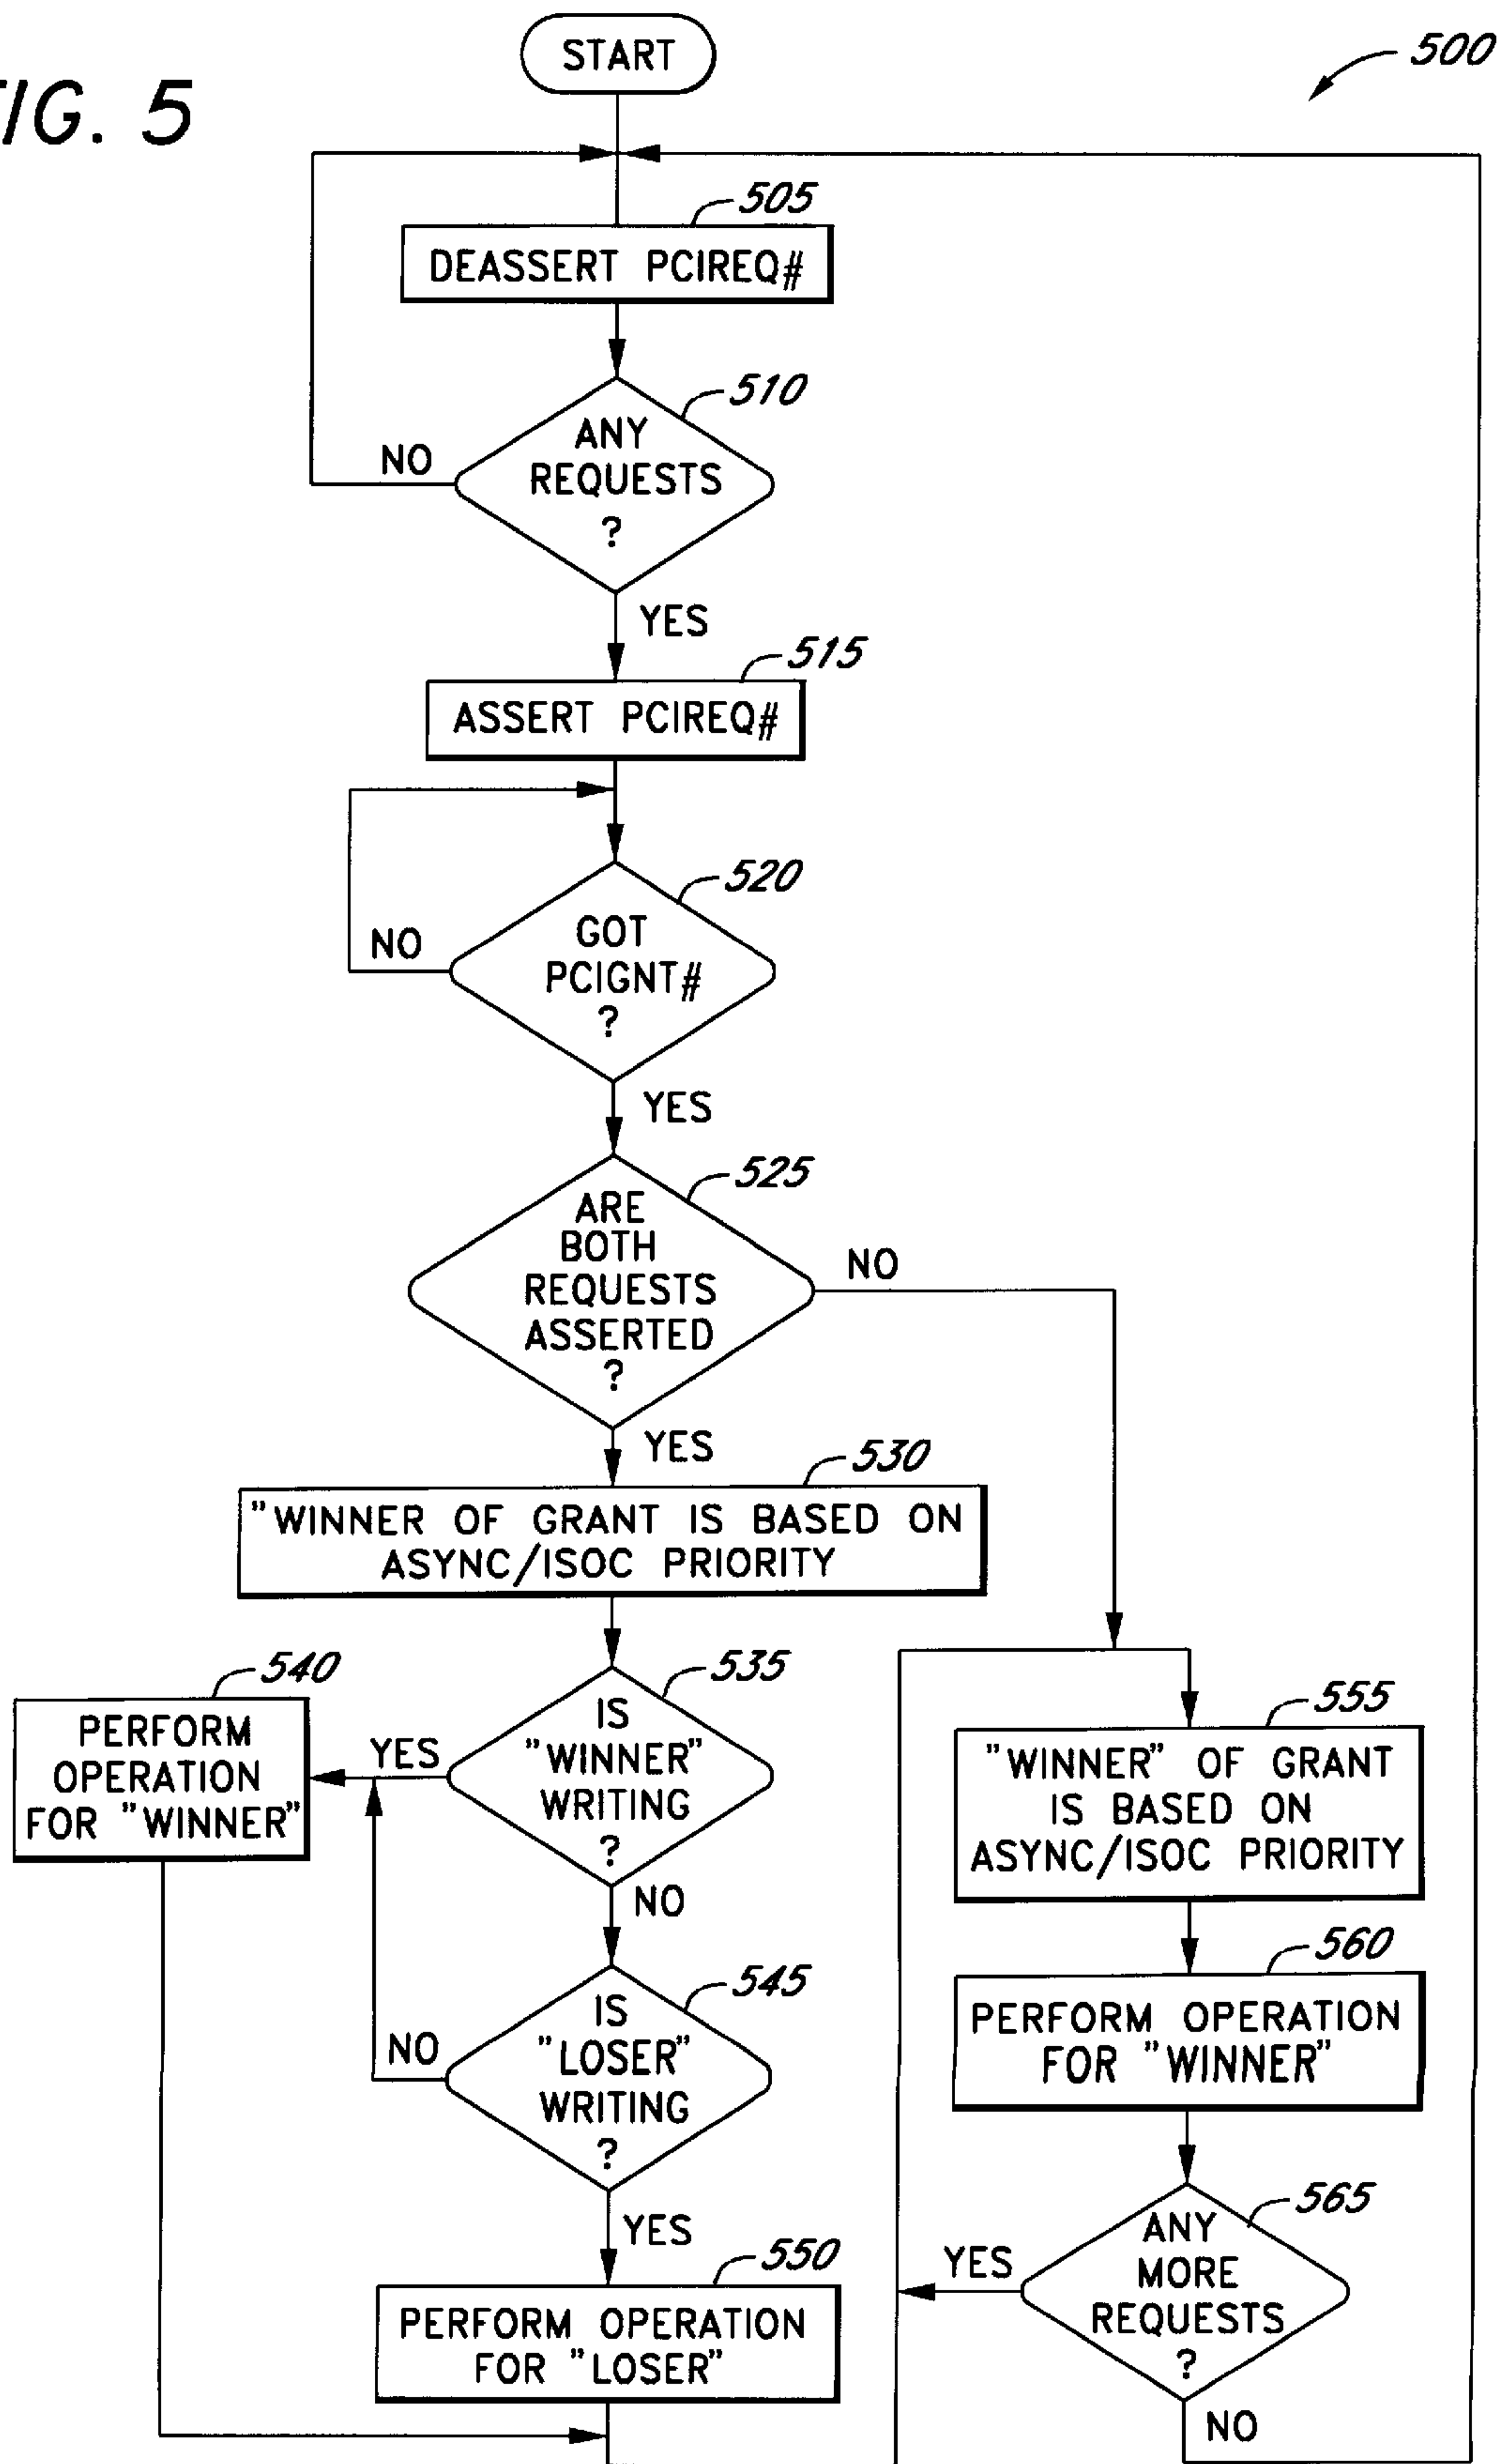 START
500
FIG. 5
505
DEASSERT PCIREQ#
510
ANY
REQUESTS
?
NO
YES
515
ASSERT PCIREQ#
520
GOT
PCIGNT#
?
NO
YES
525
ARE
BOTH
REQUESTS
ASSERTED
?
NO
YES
530
"WINNER OF GRANT IS BASED ON
ASYNC/ISOC PRIORITY
535
IS
"WINNER"
WRITING
?
YES
NO
540
PERFORM
OPERATION
FOR "WINNER"
545
IS
"LOSER"
WRITING
?
NO
YES
550
PERFORM OPERATION
FOR "LOSER"
555
"WINNER" OF GRANT
IS BASED ON
ASYNC/ISOC PRIORITY
560
PERFORM OPERATION
FOR "WINNER"
565
ANY
MORE
REQUESTS
?
YES
NO